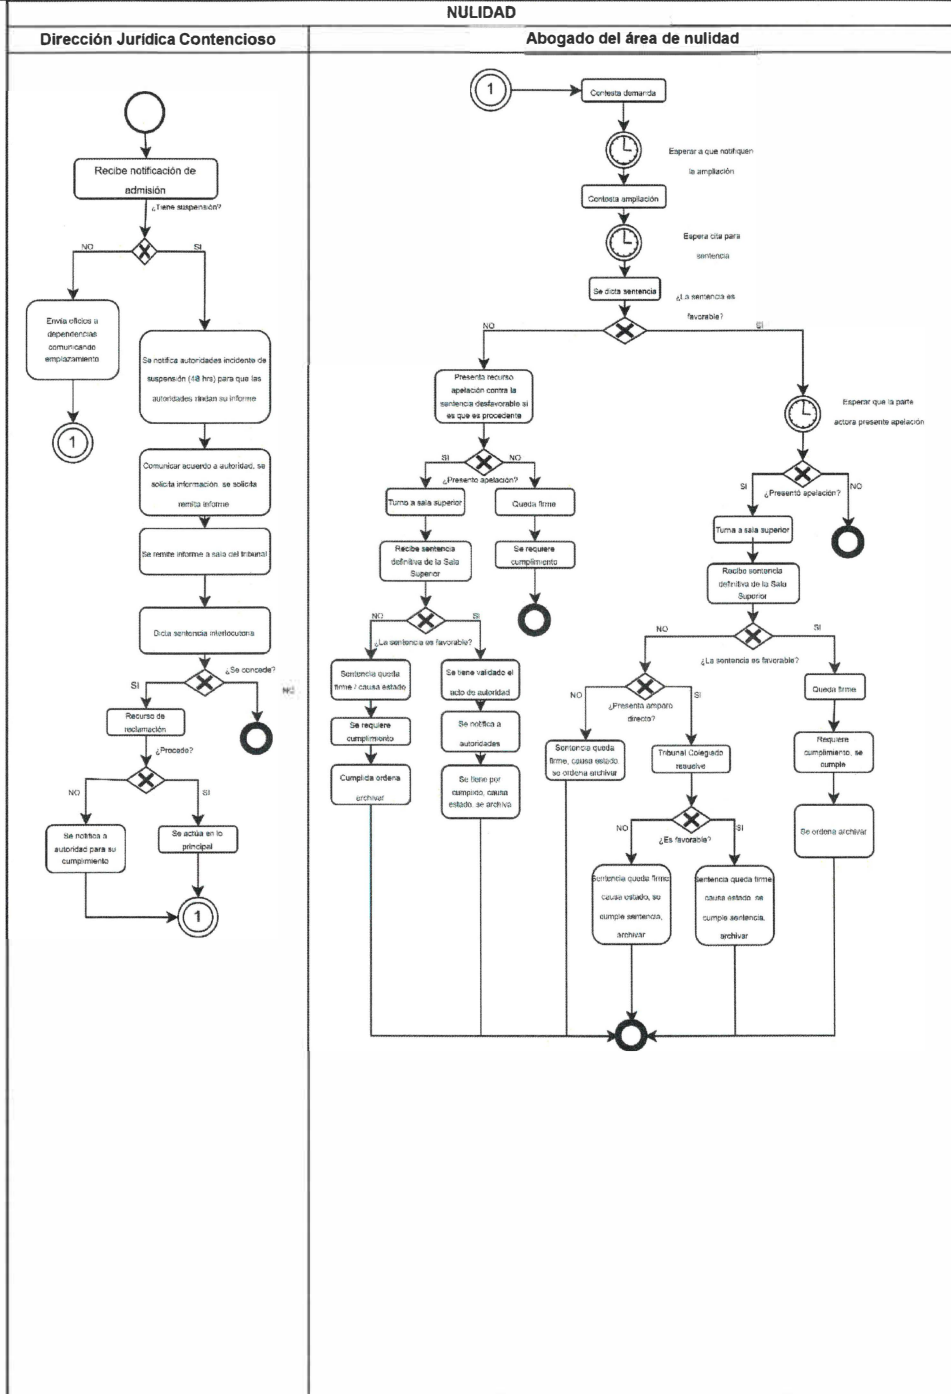 NULIDAD
Dirección Jurídica Contencioso
Abogado del área de nulidad
Recibe notificación de
admisión
¿Tiene suspensión?
NO
SI
Envía oficios a
dependencias
comunicando
emplazamiento
1
Se notifica autoridades incidente de
suspensión (48 hrs) para que las
autoridades rindan su informe
Comunicar acuerdo a autoridad, se
solicita información, se solicita
remita informe
Se remite informe a sala del tribunal
Dicta sentencia interlocutoria
¿Se concede?
SI
NO
Recurso de
reclamación
¿Procede?
NO
SI
Se notifica a
autoridad para su
cumplimiento
Se actúa en lo
principal
1
1
Contesta demanda
Esperar a que notifiquen
la ampliación
Contesta ampliación
Espera cita para
sentencia
Se dicta sentencia
¿La sentencia es
favorable?
NO
SI
Presenta recurso
apelación contra la
sentencia desfavorable si
es que es procedente
SI
NO
¿Presento apelación?
Turno a sala superior
Queda firme
Recibe sentencia
definitiva de la Sala
Superior
Se requiere
cumplimiento
NO
SI
¿La sentencia es favorable?
Sentencia queda
firme / causa estado
Se tiene validado el
acto de autoridad
Se requiere
cumplimiento
Se notifica a
autoridades
Cumplida ordena
archivar
Se tiene por
cumplido, causa
estado, se archiva
Esperar que la parte
actora presente apelación
SI
NO
¿Presentó apelación?
Turna a sala superior
Recibe sentencia
definitiva de la Sala
Superior
NO
SI
¿La sentencia es favorable?
NO
SI
¿Presenta amparo
directo?
Queda firme
Sentencia queda
firme, causa estado,
se ordena archivar
Tribunal Colegiado
resuelve
Requiere
cumplimiento, se
cumple
NO
SI
¿Es favorable?
Se ordena archivar
Sentencia queda firme,
causa estado, se
cumple sentencia,
archivar
Sentencia queda firme,
causa estado, se
cumple sentencia,
archivar